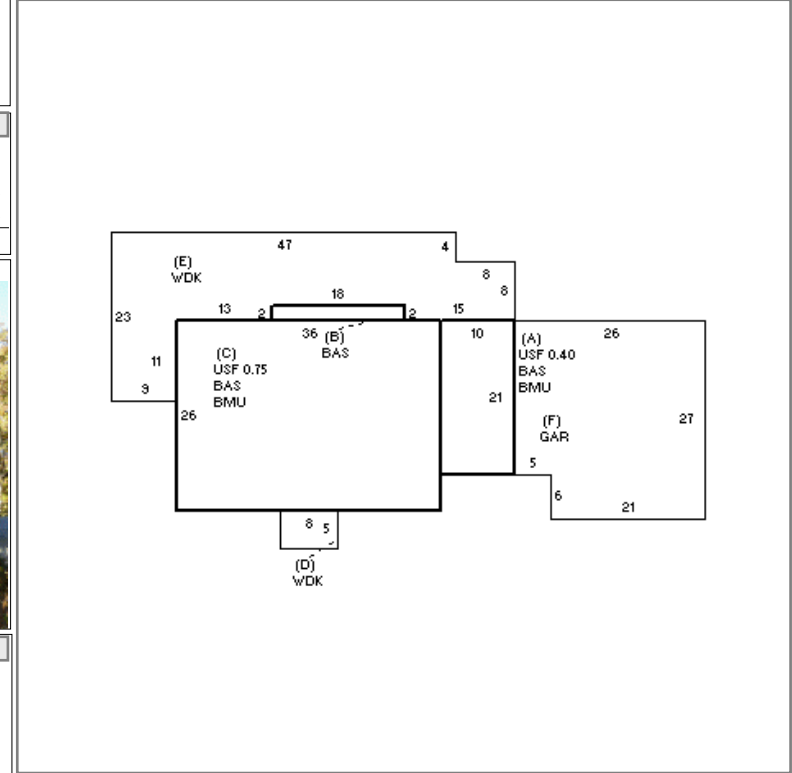 47
4
(E)
WDK
8
8
18
13
2
2
15
23
36
(B)
BAS
10
(A)
USF 0.40
BAS
BMU
26
11
(C)
USF 0.75
BAS
BMU
9
26
21
(F)
GAR
27
5
6
21
8
5
(D)
WDK